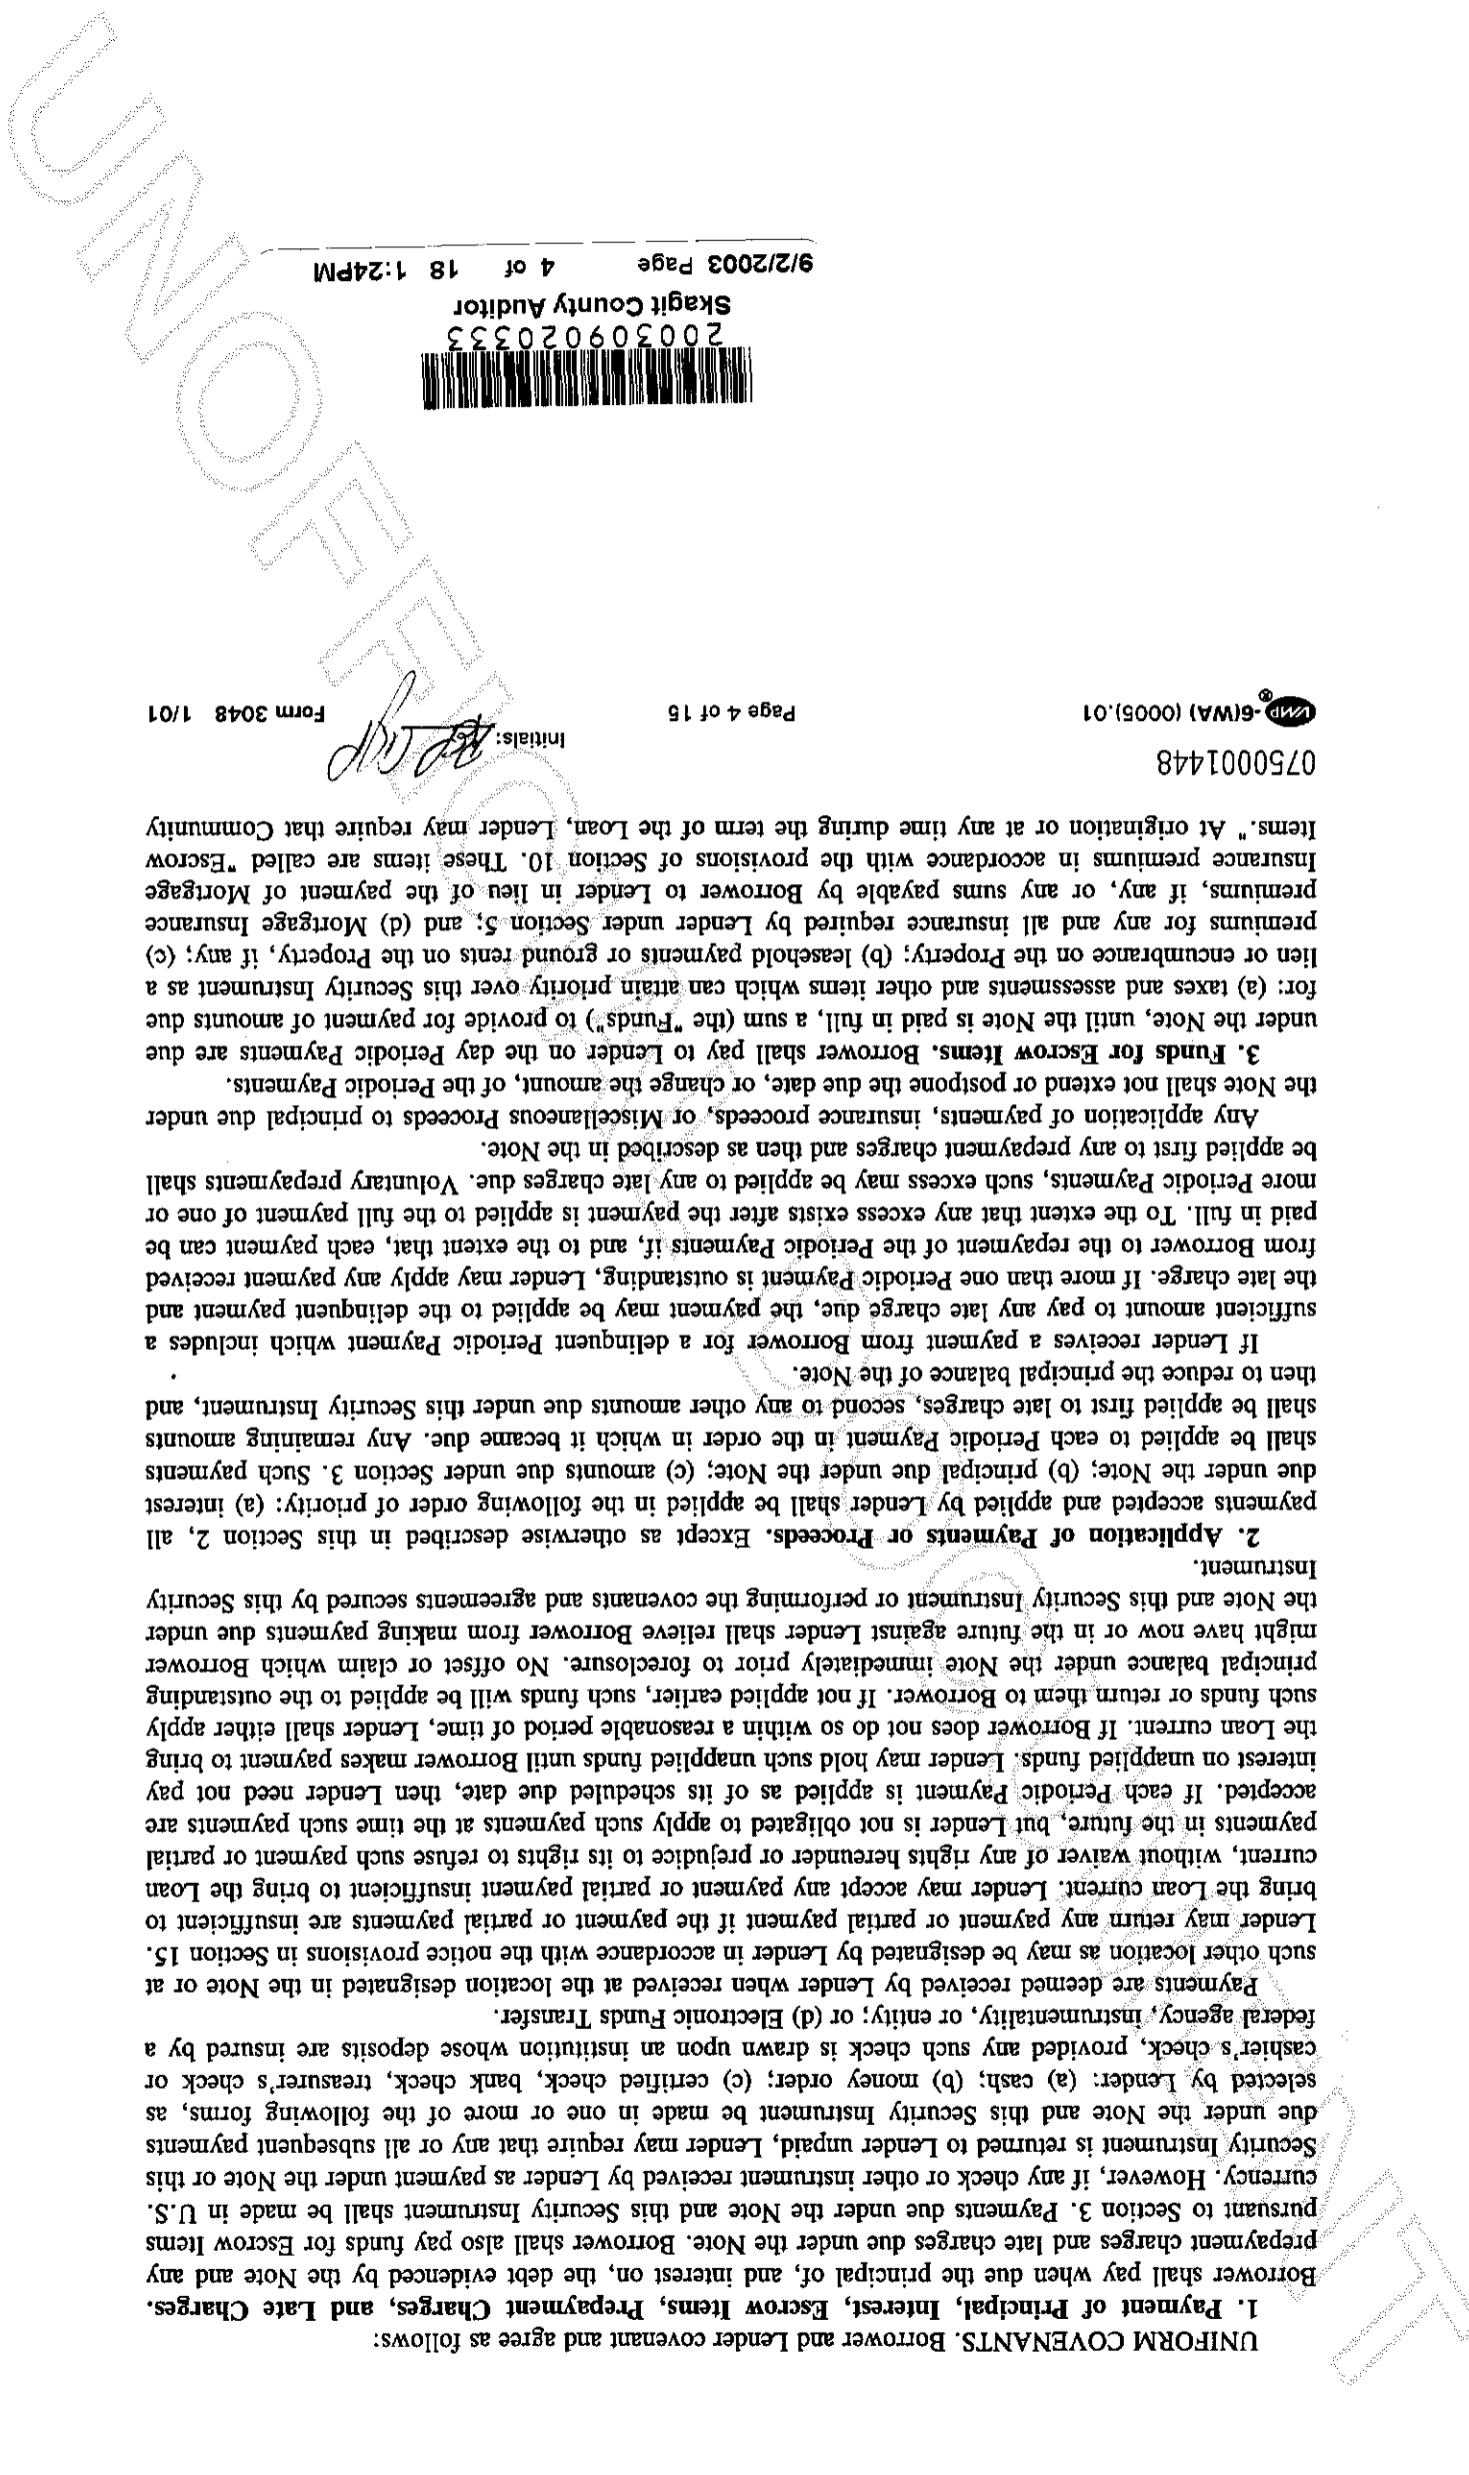 UNIFORM COVENANTS. Borrower and Lender covenant and agree as follows:
1. Payment of Principal, Interest, Escrow Items, Prepayment Charges, and Late Charges.
Borrower shall pay when due the principal of, and interest on, the debt evidenced by the Note and any
prepayment charges and late charges due under the Note. Borrower shall also pay funds for Escrow Items
pursuant to Section 3. Payments due under the Note and this Security Instrument shall be made in U.S.
currency. However, if any check or other instrument received by Lender as payment under the Note or this
Security Instrument is returned to Lender unpaid, Lender may require that any or all subsequent payments
due under the Note and this Security Instrument be made in one or more of the following forms, as
selected by Lender: (a) cash; (b) money order; (c) certified check, bank check, treasurer's check or
cashier's check, provided any such check is drawn upon an institution whose deposits are insured by a
federal agency, instrumentality, or entity; or (d) Electronic Funds Transfer.
Payments are deemed received by Lender when received at the location designated in the Note or at
such other location as may be designated by Lender in accordance with the notice provisions in Section 15.
Lender may return any payment or partial payment if the payment or partial payments are insufficient to
bring the Loan current. Lender may accept any payment or partial payment insufficient to bring the Loan
current, without waiver of any rights hereunder or prejudice to its rights to refuse such payment or partial
payments in the future, but Lender is not obligated to apply such payments at the time such payments are
accepted. If each Periodic Payment is applied as of its scheduled due date, then Lender need not pay
interest on unapplied funds. Lender may hold such unapplied funds until Borrower makes payment to bring
the Loan current. If Borrower does not do so within a reasonable period of time, Lender shall either apply
such funds or return them to Borrower. If not applied earlier, such funds will be applied to the outstanding
principal balance under the Note immediately prior to foreclosure. No offset or claim which Borrower
might have now or in the future against Lender shall relieve Borrower from making payments due under
the Note and this Security Instrument or performing the covenants and agreements secured by this Security
Instrument.
2. Application of Payments or Proceeds. Except as otherwise described in this Section 2, all
payments accepted and applied by Lender shall be applied in the following order of priority: (a) interest
due under the Note; (b) principal due under the Note; (c) amounts due under Section 3. Such payments
shall be applied to each Periodic Payment in the order in which it became due. Any remaining amounts
shall be applied first to late charges, second to any other amounts due under this Security Instrument, and
then to reduce the principal balance of the Note.
If Lender receives a payment from Borrower for a delinquent Periodic Payment which includes a
sufficient amount to pay any late charge due, the payment may be applied to the delinquent payment and
the late charge. If more than one Periodic Payment is outstanding, Lender may apply any payment received
from Borrower to the repayment of the Periodic Payments if, and to the extent that, each payment can be
paid in full. To the extent that any excess exists after the payment is applied to the full payment of one or
more Periodic Payments, such excess may be applied to any late charges due. Voluntary prepayments shall
be applied first to any prepayment charges and then as described in the Note.
Any application of payments, insurance proceeds, or Miscellaneous Proceeds to principal due under
the Note shall not extend or postpone the due date, or change the amount, of the Periodic Payments.
3. Funds for Escrow Items. Borrower shall pay to Lender on the day Periodic Payments are due
under the Note, until the Note is paid in full, a sum (the "Funds") to provide for payment of amounts due
for: (a) taxes and assessments and other items which can attain priority over this Security Instrument as a
lien or encumbrance on the Property; (b) leasehold payments or ground rents on the Property, if any; (c)
premiums for any and all insurance required by Lender under Section 5; and (d) Mortgage Insurance
premiums, if any, or any sums payable by Borrower to Lender in lieu of the payment of Mortgage
Insurance premiums in accordance with the provisions of Section 10. These items are called "Escrow
Items." At origination or at any time during the term of the Loan, Lender may require that Community
0750001448
VMP®-6(WA) (0005).01 Page 4 of 15 Initials: Form 3048 1/01
200309020333
Skagit County Auditor
9/2/2003 Page 4 of 18 1:24PM
UNOFFICIAL DOCUMENT